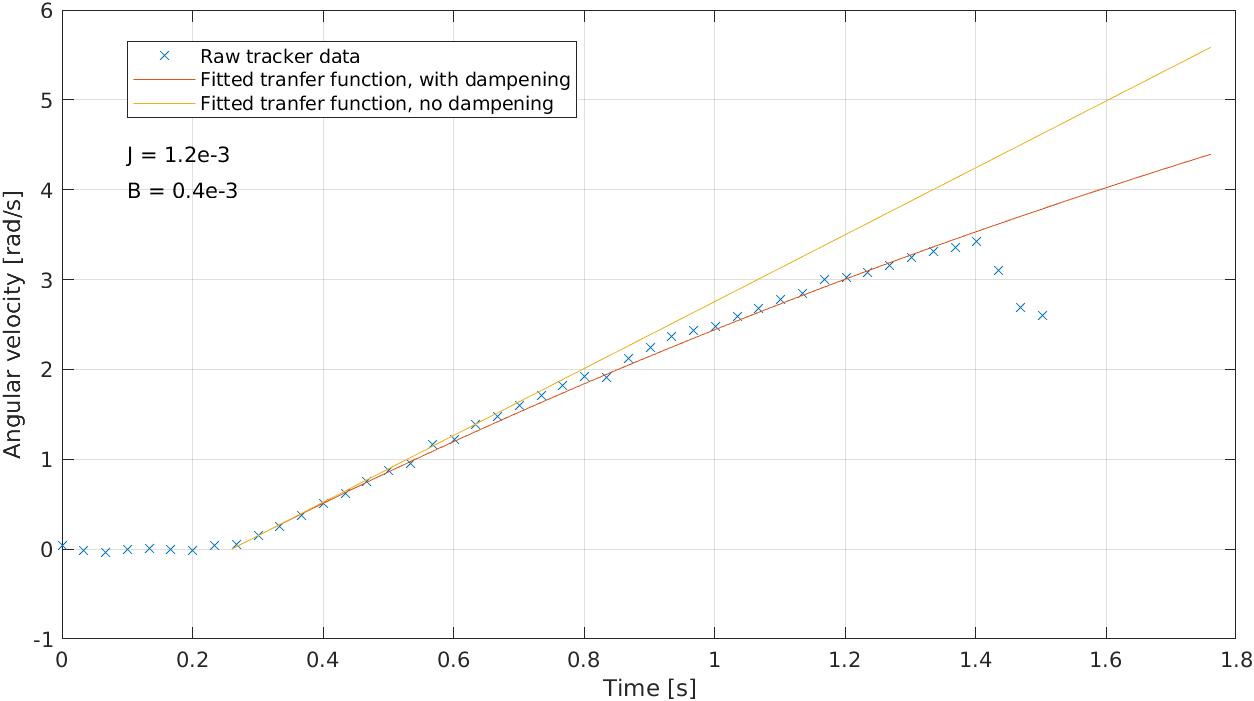 6
5
4
3
2
1
0
-1
Angular velocity [rad/s]
Raw tracker data
Fitted tranfer function, with dampening
Fitted tranfer function, no dampening
J = 1.2e-3
B = 0.4e-3
0 0.2 0.4 0.6 0.8 1 1.2 1.4 1.6 1.8
Time [s]